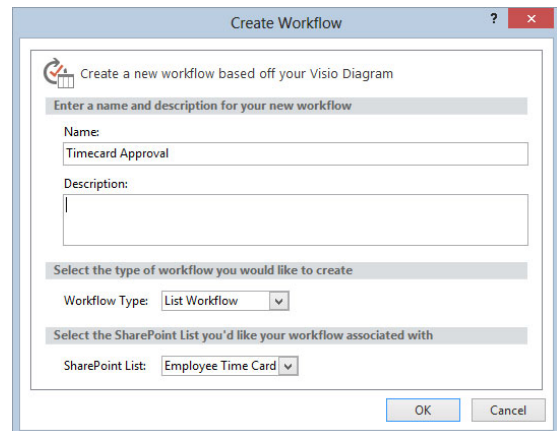 Create Workflow
?
×
Create a new workflow based off your Visio Diagram
Enter a name and description for your new workflow
Name:
Timecard Approval
Description:
Select the type of workflow you would like to create
Workflow Type: List Workflow
Select the SharePoint List you'd like your workflow associated with
SharePoint List: Employee Time Card
OK Cancel